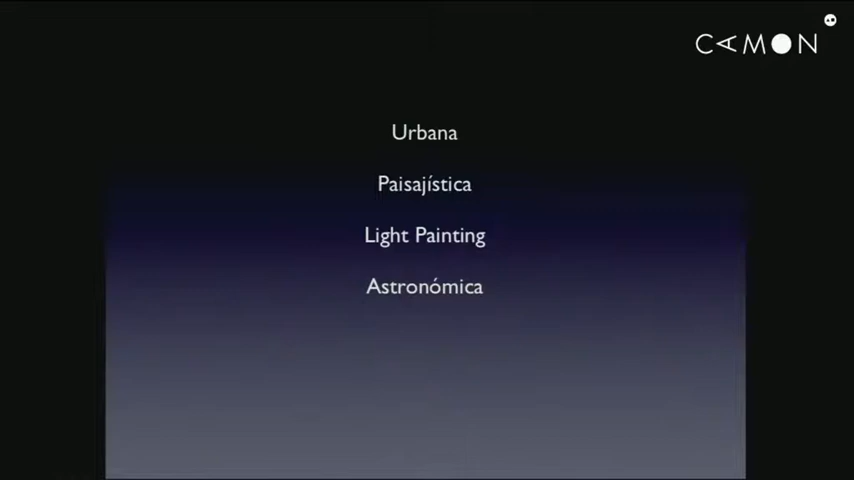 CAMON
Urbana
Paisajística
Light Painting
Astronómica